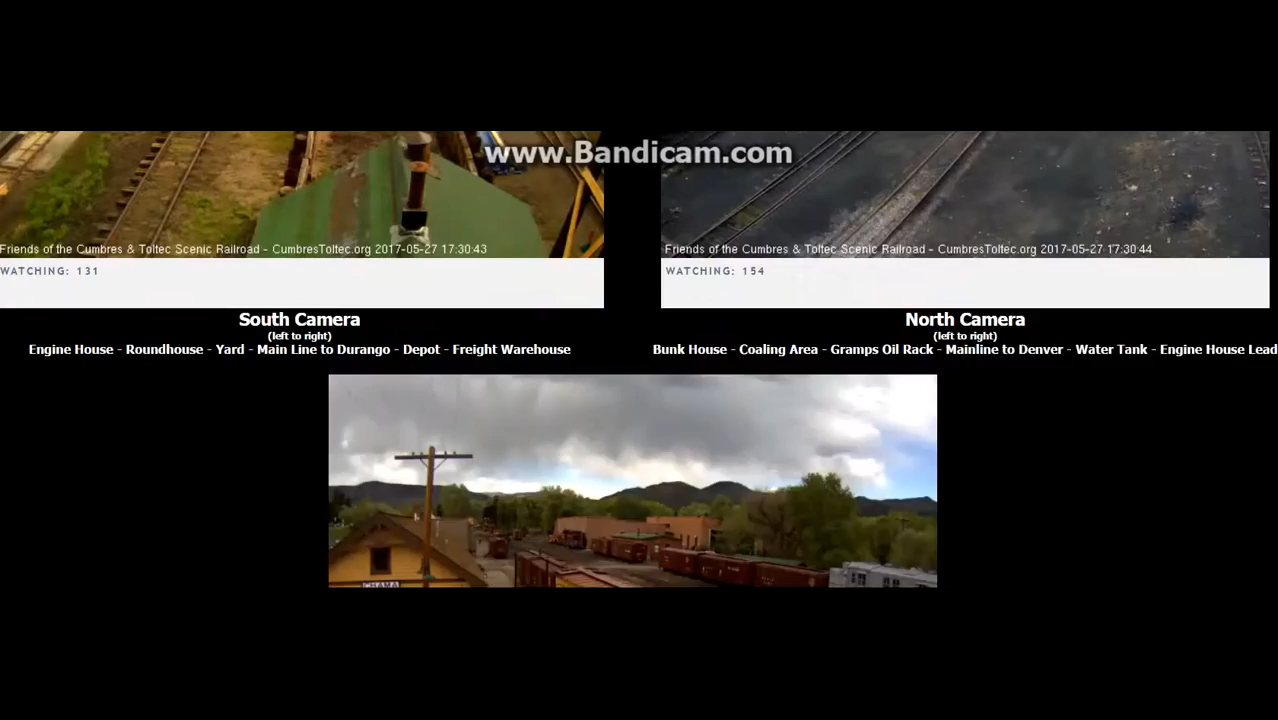 www.Bandicam.com
Friends of the Cumbres & Toltec Scenic Railroad - CumbresToltec.org 2017-05-27 17:30:43
Friends of the Cumbres & Toltec Scenic Railroad - CumbresToltec.org 2017-05-27 17:30:44
WATCHING: 131
WATCHING: 154
South Camera
(left to right)
Engine House - Roundhouse - Yard - Main Line to Durango - Depot - Freight Warehouse
North Camera
(left to right)
Bunk House - Coaling Area - Gramps Oil Rack - Mainline to Denver - Water Tank - Engine House Lead
CHAMA